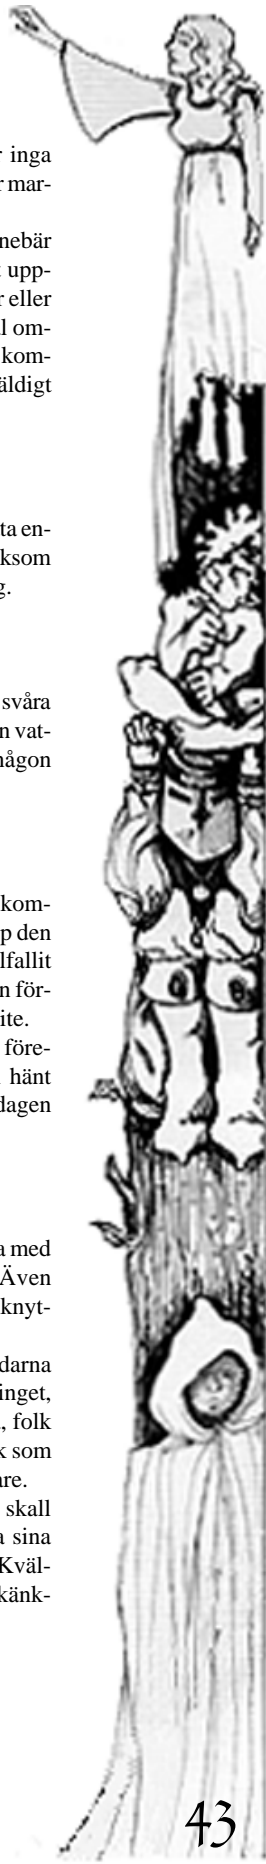 inga
mar-
nebär
upp-
eller
om-
kom-
äldigt
ta en-
ksom
g.
svåra
n vat-
någon
kom-
p den
lfallit
n för-
ite.
före-
hänt
dagen
a med
Även
knyt-
darna
inget,
, folk
k som
are.
skall
a sina
Kväl-
känk-
43